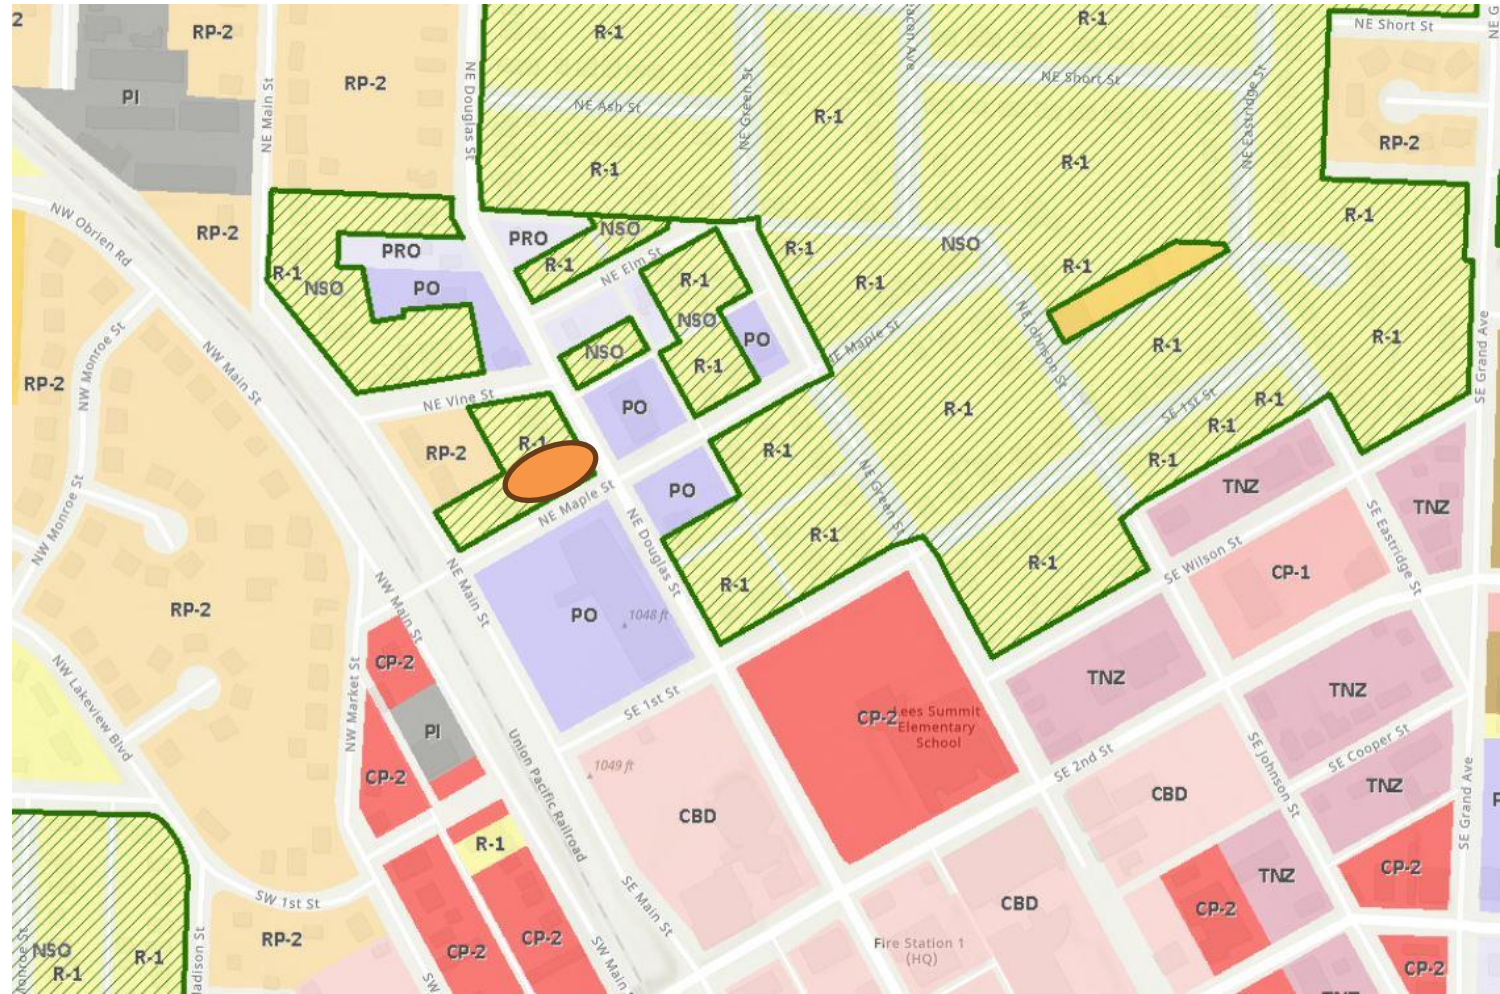 2
RP-2
R-1
R-1
NE Short St
NE G
PI
RP-2
NE Main St
NE Douglas St
NE Ash St
NE Green St
R-1
NE Short St
NE Eastridge St
RP-2
R-1
R-1
NW Obrien Rd
RP-2
PRO
PRO
NSO
R-1
NE Elm St
R-1
NSO
PO
R-1
NSO
R-1
R-1
NSO
R-1
R-1
NSO
R-1
PO
NE Maple St
NE Johnson St
R-1
R-1
SE Grand Ave
RP-2
NW Monroe St
NW Main St
NE Vine St
PO
R-1
SE 1st St
R-1
R-1
R-1
RP-2
R-1
PO
R-1
NE Green St
TNZ
TNZ
SE Eastridge St
NW Monroe St
NE Maple St
NE Douglas St
R-1
R-1
R-1
SE Wilson St
CP-1
RP-2
NW Main St
NE Main St
PO
1048 ft
CP-2
NW Market St
PI
CP-2
NW Lakeview Blvd
SE 1st St
CP-2
Lees Summit
Elementary
School
TNZ
TNZ
SE 2nd St
SE Johnson St
SE Cooper St
TNZ
SE Grand Ave
Union Pacific Railroad
1049 ft
CBD
CBD
R-1
SW 1st St
SE Main St
TNZ
CP-2
CP-2
CBD
RP-2
CP-2
CP-2
Fire Station 1
(HQ)
NSO
R-1
R-1
SW Main
SW
CP-2